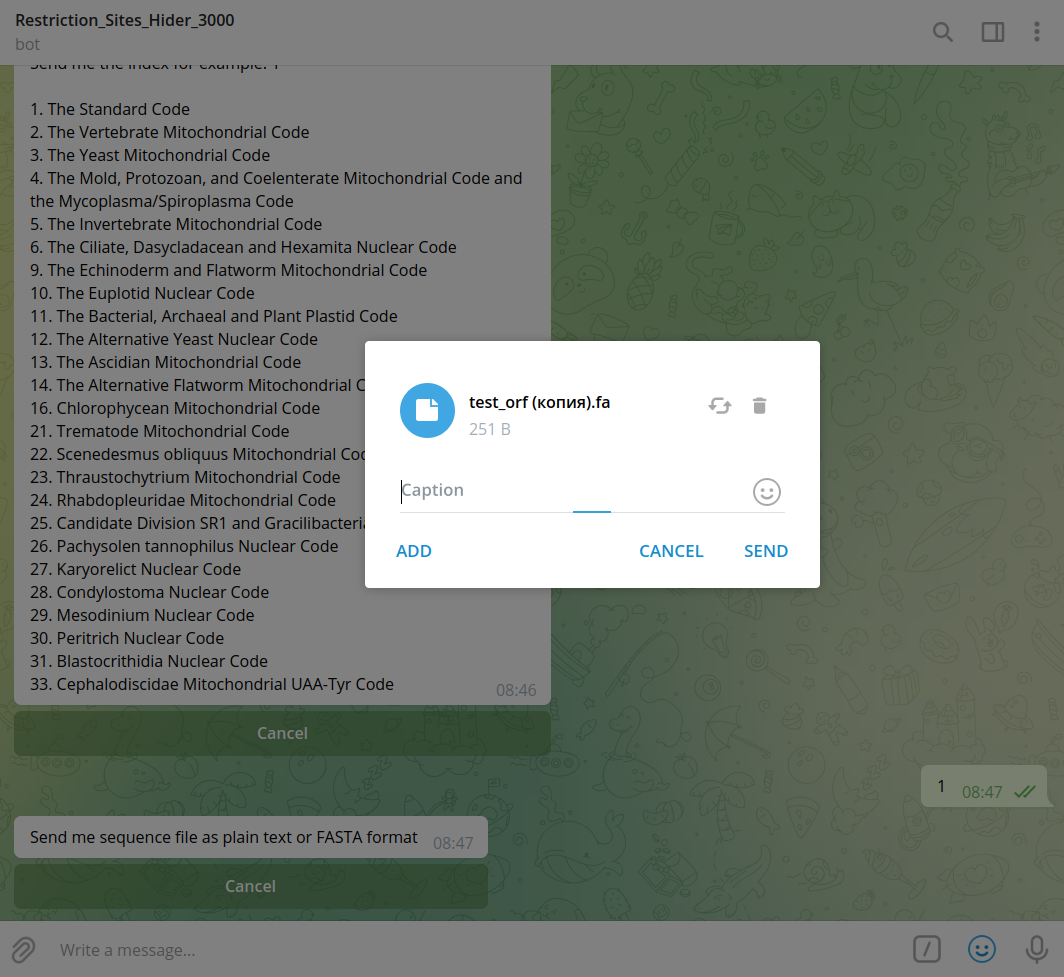 Restriction_Sites_Hider_3000
bot
Send me the index for example: 1
1. The Standard Code
2. The Vertebrate Mitochondrial Code
3. The Yeast Mitochondrial Code
4. The Mold, Protozoan, and Coelenterate Mitochondrial Code and
the Mycoplasma/Spiroplasma Code
5. The Invertebrate Mitochondrial Code
6. The Ciliate, Dasycladacean and Hexamita Nuclear Code
9. The Echinoderm and Flatworm Mitochondrial Code
10. The Euplotid Nuclear Code
11. The Bacterial, Archaeal and Plant Plastid Code
12. The Alternative Yeast Nuclear Code
13. The Ascidian Mitochondrial Code
14. The Alternative Flatworm Mitochondrial C
16. Chlorophycean Mitochondrial Code
21. Trematode Mitochondrial Code
22. Scenedesmus obliquus Mitochondrial Cod
23. Thraustochytrium Mitochondrial Code
24. Rhabdopleuridae Mitochondrial Code
25. Candidate Division SR1 and Gracilibacteria
26. Pachysolen tannophilus Nuclear Code
27. Karyorelict Nuclear Code
28. Condylostoma Nuclear Code
29. Mesodinium Nuclear Code
30. Peritrich Nuclear Code
31. Blastocrithidia Nuclear Code
33. Cephalodiscidae Mitochondrial UAA-Tyr Code
08:46
Cancel
test_orf (копия).fa
251 B
Caption
ADD CANCEL SEND
1 08:47
Send me sequence file as plain text or FASTA format 08:47
Cancel
Write a message...